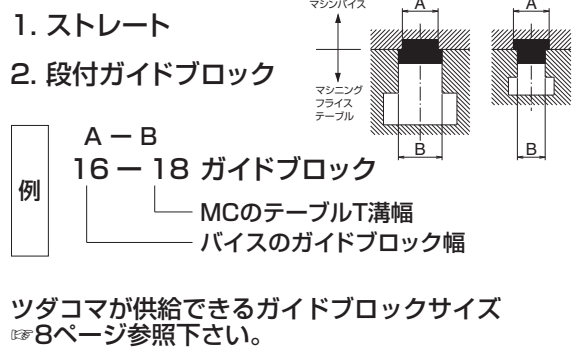 1. ストレート
2. 段付ガイドブロック
マシンバイス
マシニング
フライス
テーブル
A
B
A
B
例
A ー B
16 ー 18 ガイドブロック
MCのテーブルT溝幅
バイスのガイドブロック幅
ツダコマが供給できるガイドブロックサイズ
☞8ページ参照下さい。